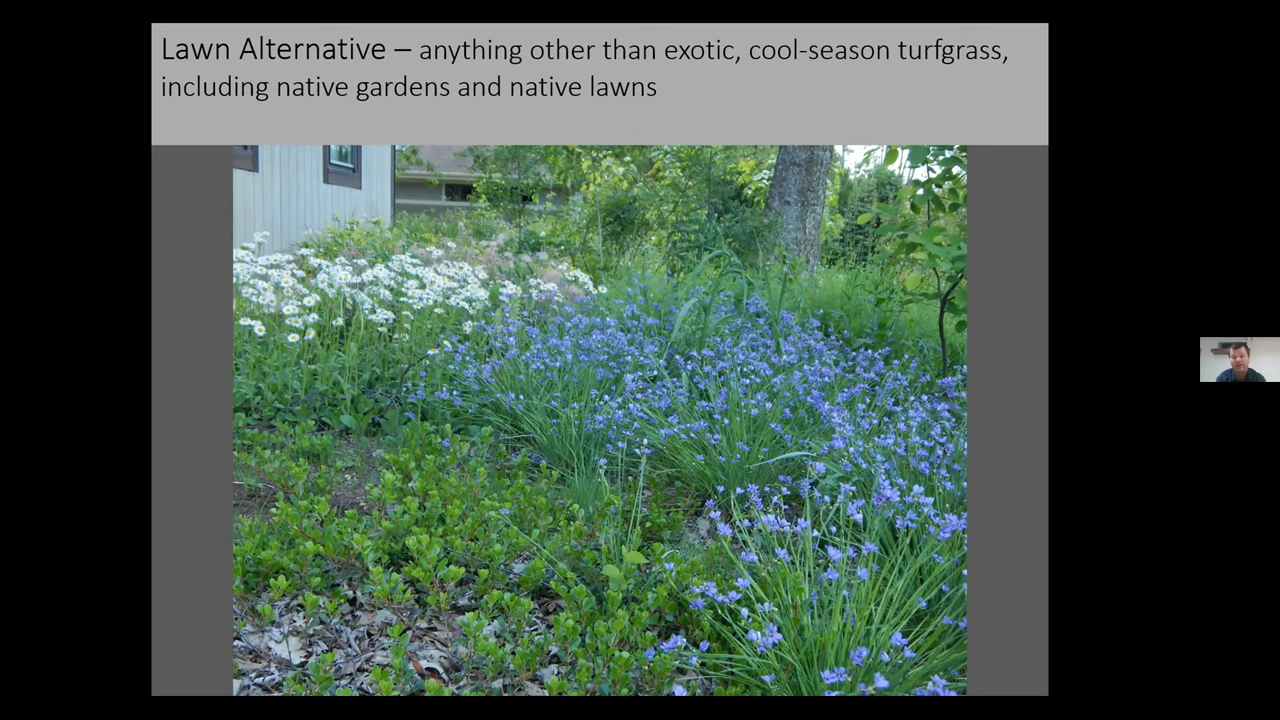 Lawn Alternative – anything other than exotic, cool-season turfgrass,
including native gardens and native lawns